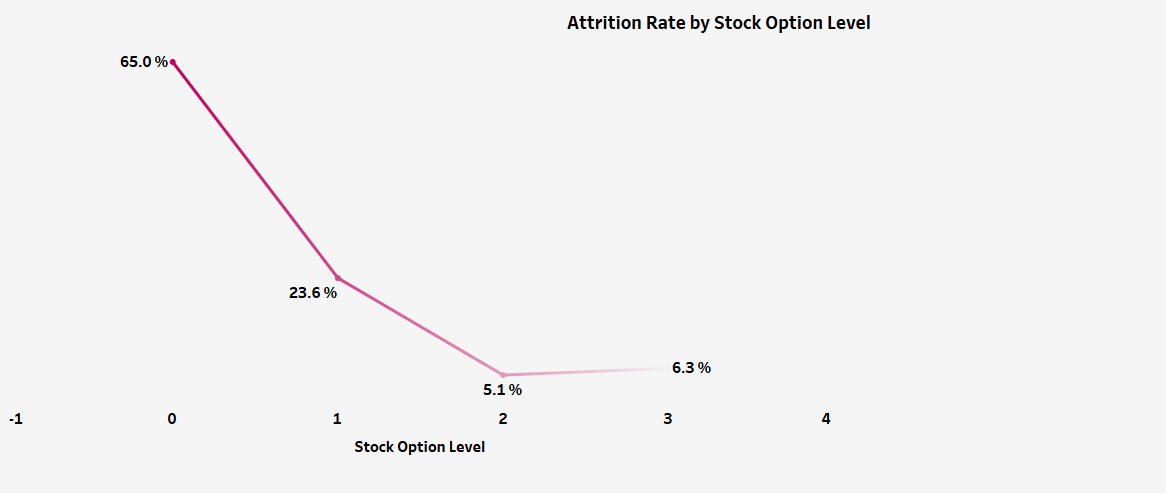 Attrition Rate by Stock Option Level
65.0 %
23.6 %
5.1 %
6.3 %
-1 0 1 2 3 4
Stock Option Level